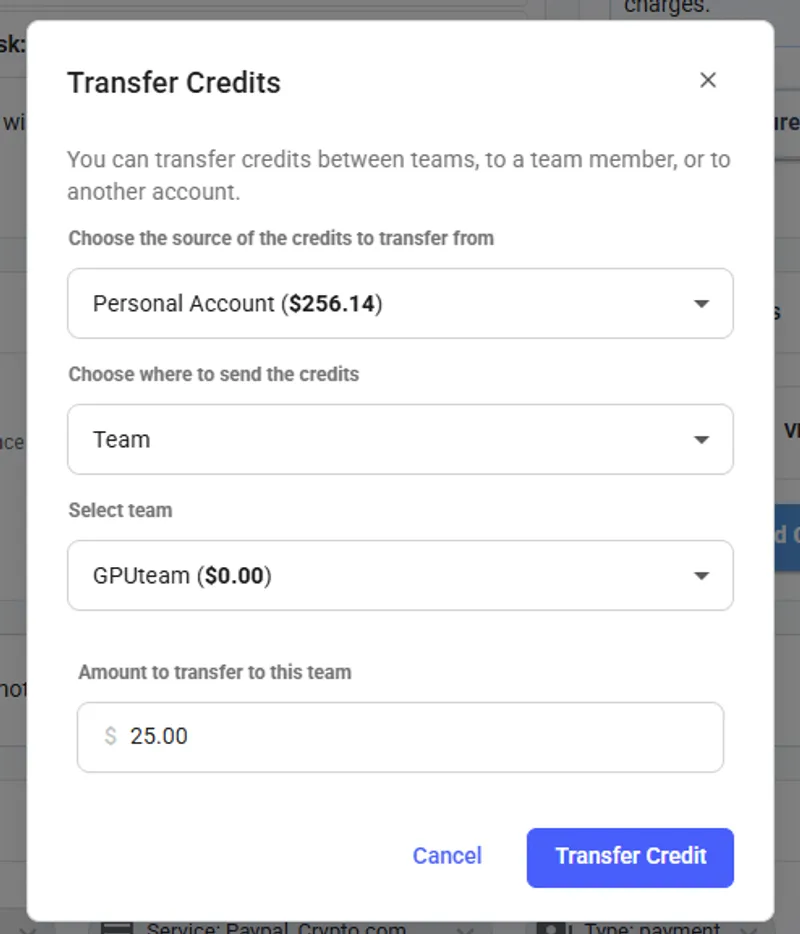 charges.
sk:
Transfer Credits
wi
You can transfer credits between teams, to a team member, or to
another account.
Choose the source of the credits to transfer from
Personal Account ($256.14)
Choose where to send the credits
Team
Select team
GPUteam ($0.00)
Amount to transfer to this team
$ 25.00
Cancel
Transfer Credit
Service: Paypal, Crypto.com
Type: payment